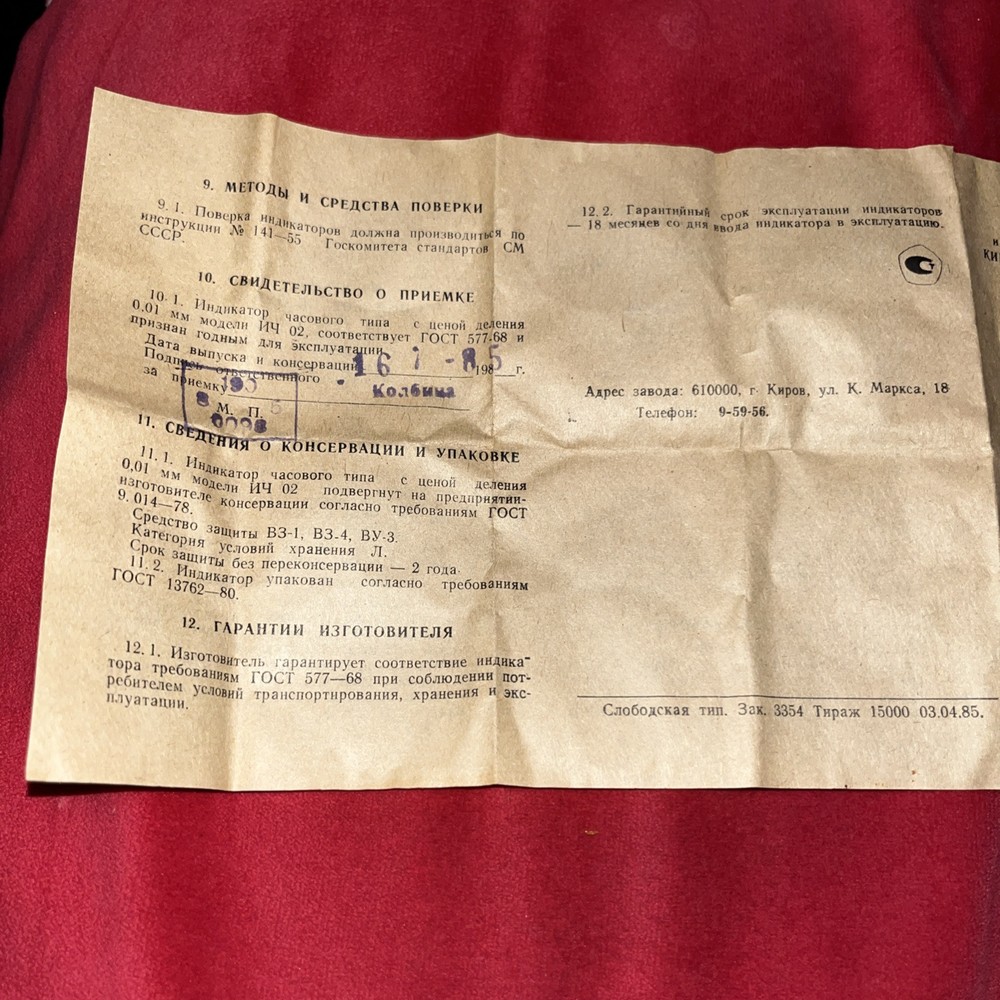 9. МЕТОДЫ И СРЕДСТВА ПОВЕРКИ
9. 1. Поверка индикаторов должна производиться по
инструкции № 141—55 Госкомитета стандартов СМ
СССР.
10. СВИДЕТЕЛЬСТВО О ПРИЕМКЕ
10. 1. Индикатор часового типа с ценой деления
0,01 мм модели ИЧ 02, соответствует ГОСТ 577-68 и
признан годным для эксплуатации.
Дата выпуска и консервации 16 1 - 85 198 г.
Подпись ответственного
за приемку Колбина
М. П.
11. СВЕДЕНИЯ О КОНСЕРВАЦИИ И УПАКОВКЕ
11. 1. Индикатор часового типа с ценой деления
0,01 мм модели ИЧ 02 подвергнут на предприятии-
изготовителе консервации согласно требованиям ГОСТ
9. 014—78.
Средство защиты ВЗ-1, ВЗ-4, ВУ-3.
Категория условий хранения Л.
Срок защиты без переконсервации — 2 года.
11. 2. Индикатор упакован согласно требованиям
ГОСТ 13762—80.
12. ГАРАНТИИ ИЗГОТОВИТЕЛЯ
12. 1. Изготовитель гарантирует соответствие индика-
тора требованиям ГОСТ 577—68 при соблюдении пот-
ребителем условий транспортирования, хранения и экс-
плуатации.
12. 2. Гарантийный срок эксплуатации индикаторов
— 18 месяцев со дня ввода индикатора в эксплуатацию.
Адрес завода: 610000, г. Киров, ул. К. Маркса, 18
Телефон: 9-59-56.
Слободская тип. Зак. 3354 Тираж 15000 03.04.85.